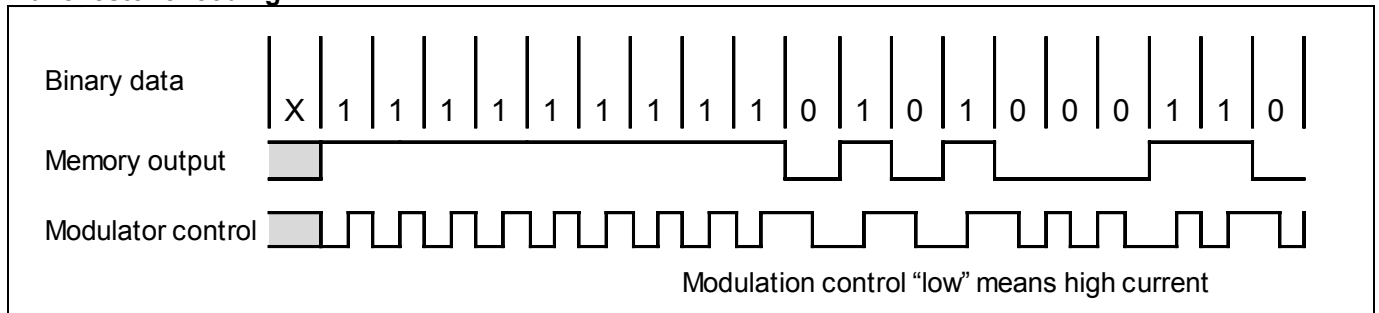 Binary data
X 1 1 1 1 1 1 1 1 1 0 1 0 1 0 0 0 1 1 0
Memory output
Modulator control
Modulation control “low” means high current